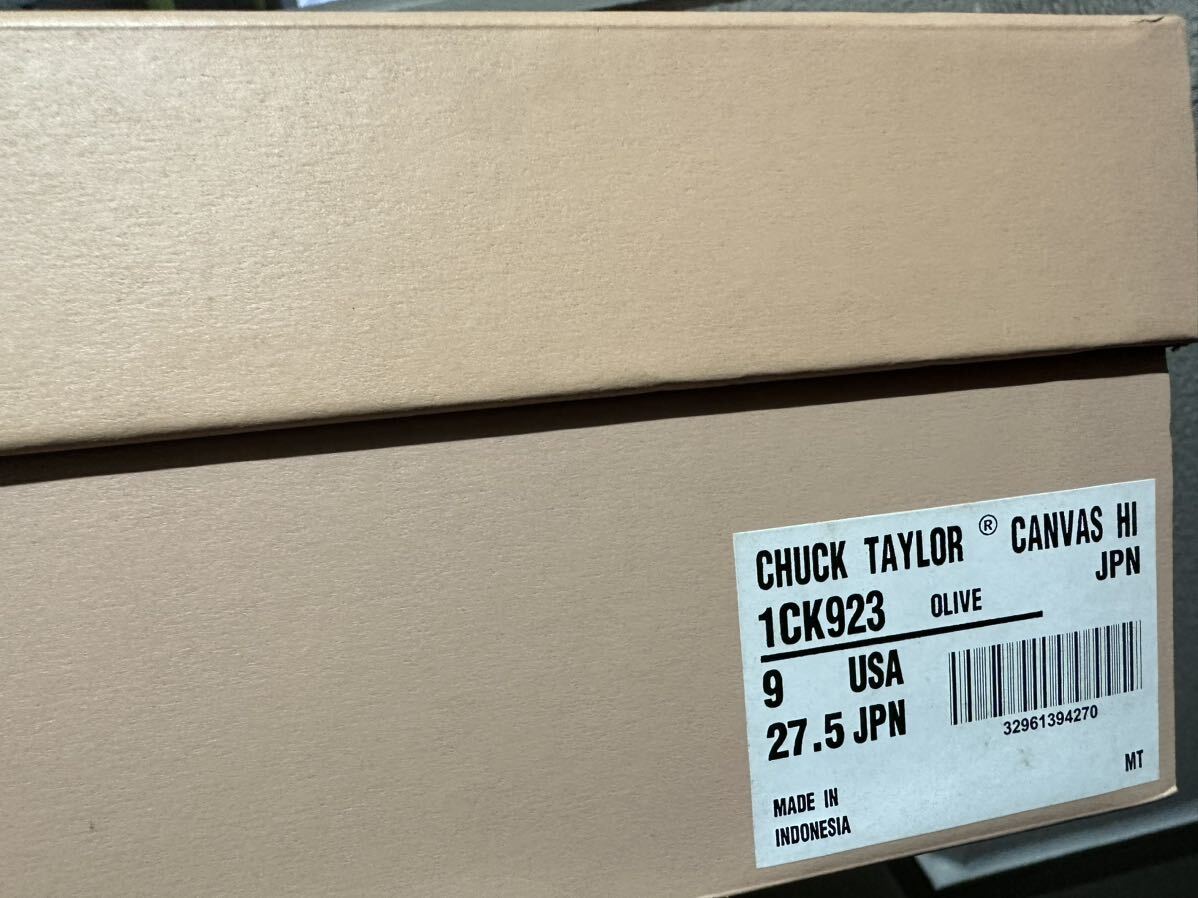 CHUCK TAYLOR ® CANVAS HI
JPN
1CK923 OLIVE
9 USA
27.5 JPN
32961394270
MT
MADE IN
INDONESIA